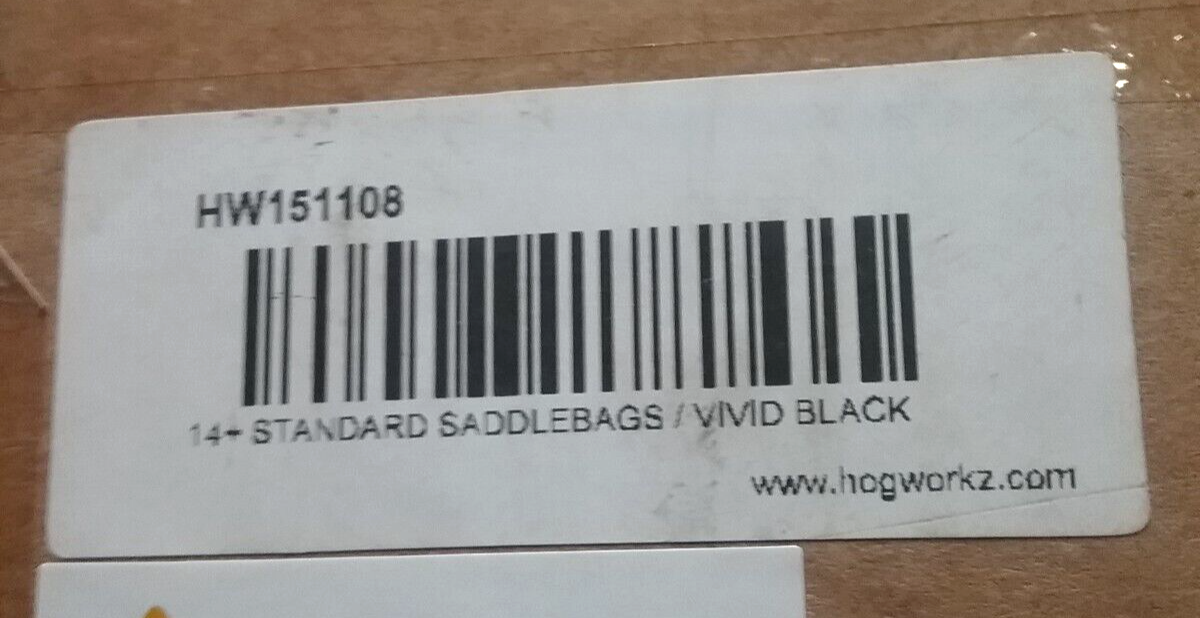 HW151108
14+ STANDARD SADDLEBAGS / VIVID BLACK
www.hogworkz.com